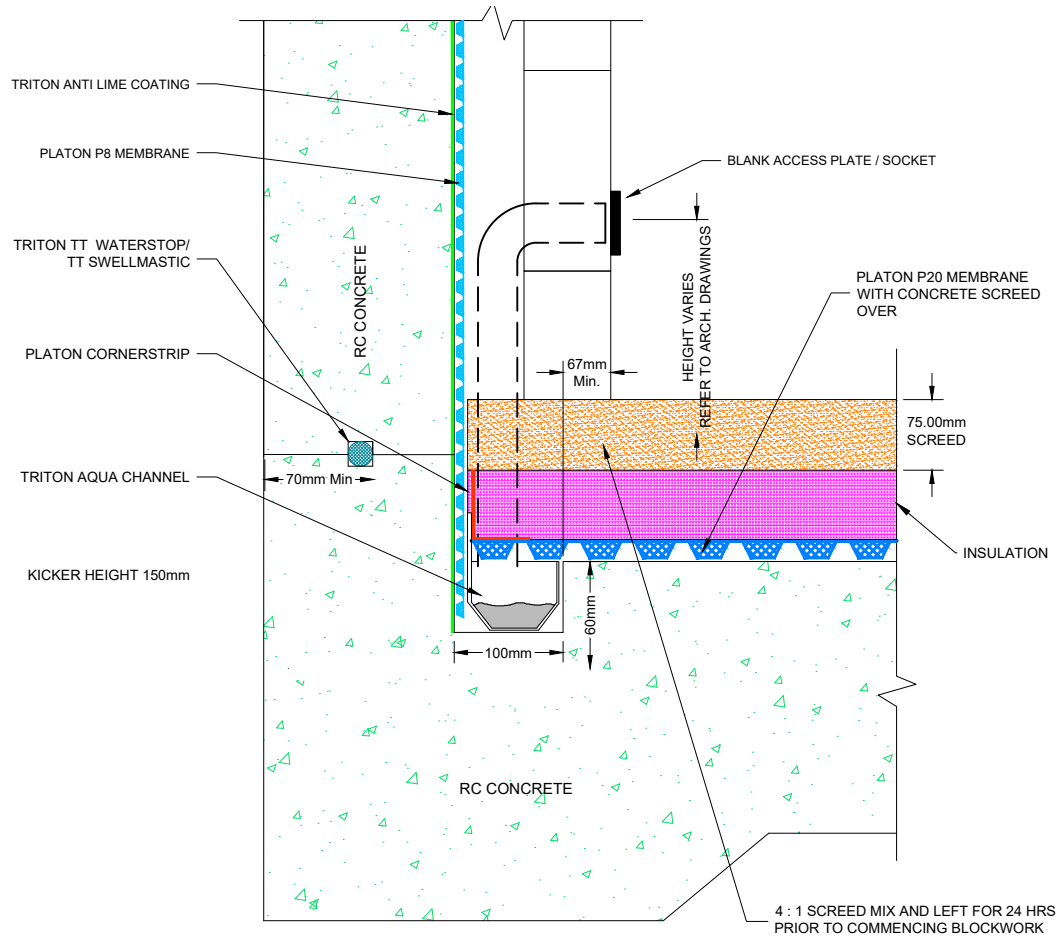 TRITON ANTI LIME COATING
PLATON P8 MEMBRANE
BLANK ACCESS PLATE / SOCKET
TRITON TT  WATERSTOP/
TT SWELLMASTIC
RC CONCRETE
HEIGHT VARIES
REFER TO ARCH. DRAWINGS
PLATON P20 MEMBRANE
WITH CONCRETE SCREED
OVER
PLATON CORNERSTRIP
67mm
Min.
75.00mm
SCREED
TRITON AQUA CHANNEL
70mm Min
INSULATION
KICKER HEIGHT 150mm
60mm
100mm
RC CONCRETE
4 : 1 SCREED MIX AND LEFT FOR 24 HRS
PRIOR TO COMMENCING BLOCKWORK